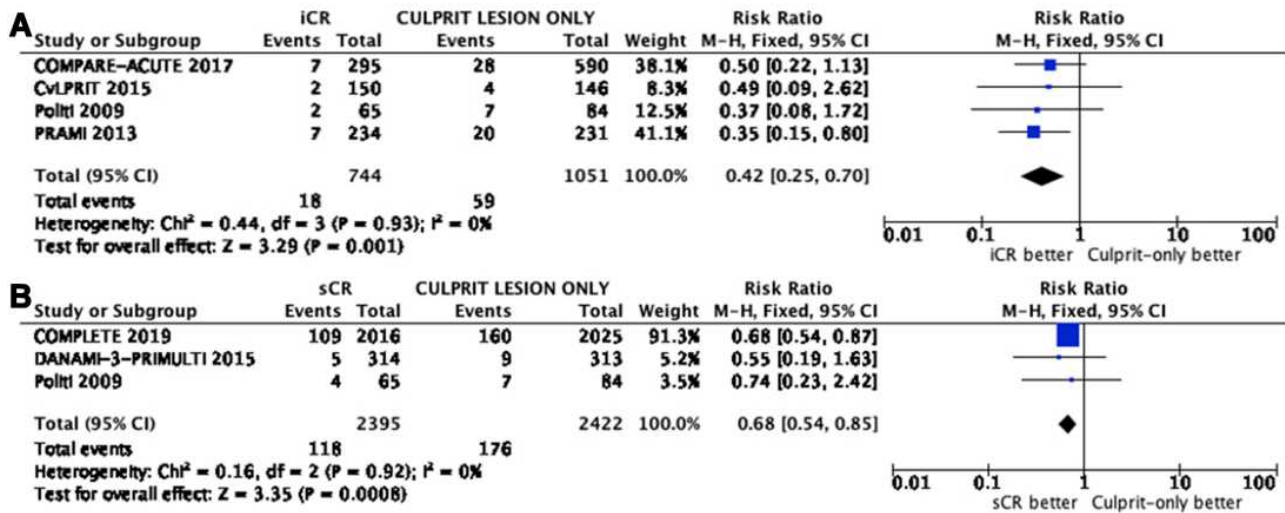 A
iCR CULPRIT LESION ONLY Risk Ratio Risk Ratio
Study or Subgroup Events Total Events Total Weight M-H, Fixed, 95% CI M-H, Fixed, 95% CI
COMPARE-ACUTE 2017 7 295 28 590 38.1% 0.50 [0.22, 1.13]
CvLPRIT 2015 2 150 4 146 8.3% 0.49 [0.09, 2.62]
Politi 2009 2 65 7 84 12.5% 0.37 [0.08, 1.72]
PRAMI 2013 7 234 20 231 41.1% 0.35 [0.15, 0.80]
Total (95% CI) 744 1051 100.0% 0.42 [0.25, 0.70]
Total events 18 59
Heterogeneity: Chi² = 0.44, df = 3 (P = 0.93); I² = 0%
Test for overall effect: Z = 3.29 (P = 0.001)
0.01 0.1 1 10 100
iCR better Culprit-only better
B
sCR CULPRIT LESION ONLY Risk Ratio Risk Ratio
Study or Subgroup Events Total Events Total Weight M-H, Fixed, 95% CI M-H, Fixed, 95% CI
COMPLETE 2019 109 2016 160 2025 91.3% 0.68 [0.54, 0.87]
DANAMI-3-PRIMULTI 2015 5 314 9 313 5.2% 0.55 [0.19, 1.63]
Politi 2009 4 65 7 84 3.5% 0.74 [0.23, 2.42]
Total (95% CI) 2395 2422 100.0% 0.68 [0.54, 0.85]
Total events 118 176
Heterogeneity: Chi² = 0.16, df = 2 (P = 0.92); I² = 0%
Test for overall effect: Z = 3.35 (P = 0.0008)
0.01 0.1 1 10 100
sCR better Culprit-only better